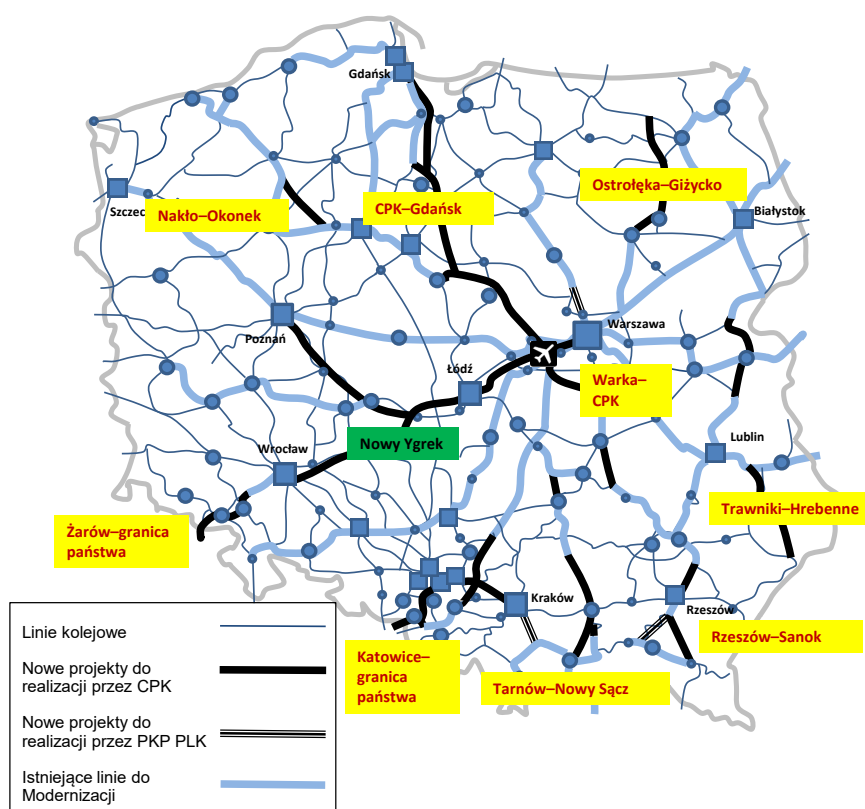 Gdańsk
Ostrołęka–Giżycko
Szczec
Nakło–Okonek
CPK–Gdańsk
Białystok
Warszawa
Poznań
Łódź
Warka–
CPK
Nowy Ygrek
Wrocław
Lublin
Trawniki–Hrebenne
Żarów–granica
państwa
Kraków
Rzeszów
Rzeszów–Sanok
Katowice–
granica
państwa
Tarnów–Nowy Sącz
Linie kolejowe
Nowe projekty do
realizacji przez CPK
Nowe projekty do
realizacji przez PKP PLK
Istniejące linie do
Modernizacji